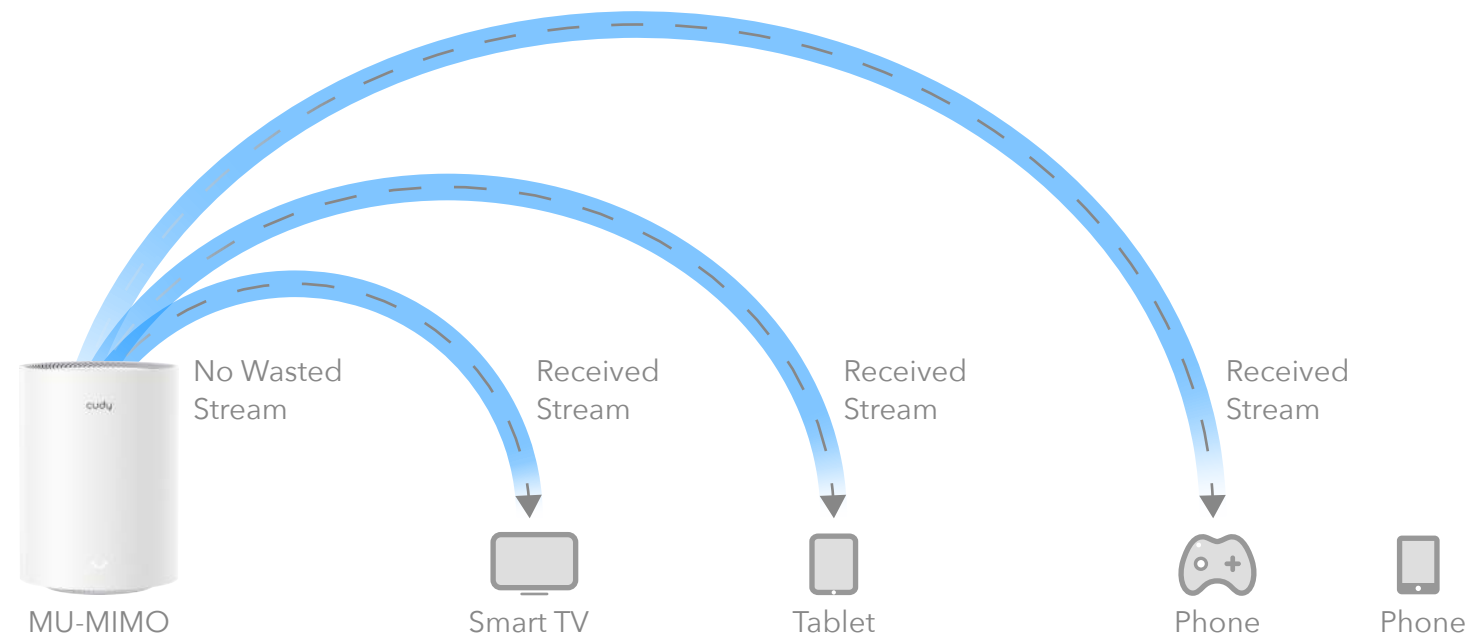 cudy
No Wasted
Stream
Received
Stream
Received
Stream
Received
Stream
MU-MIMO
Smart TV
Tablet
Phone
Phone